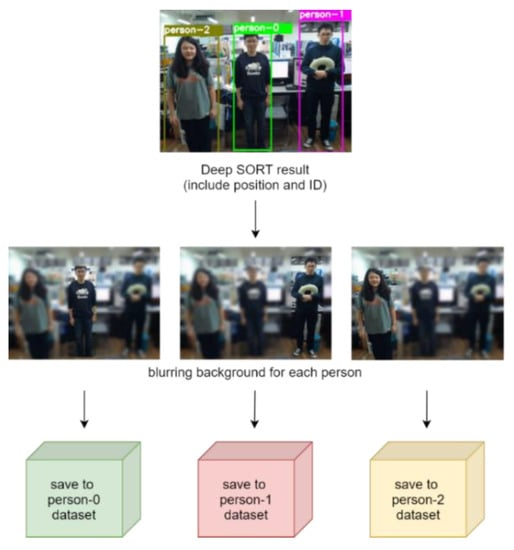 person-2
person-0
person-1
Deep SORT result
(include position and ID)
blurring background for each person
save to
person-0
dataset
save to
person-1
dataset
save to
person-2
dataset